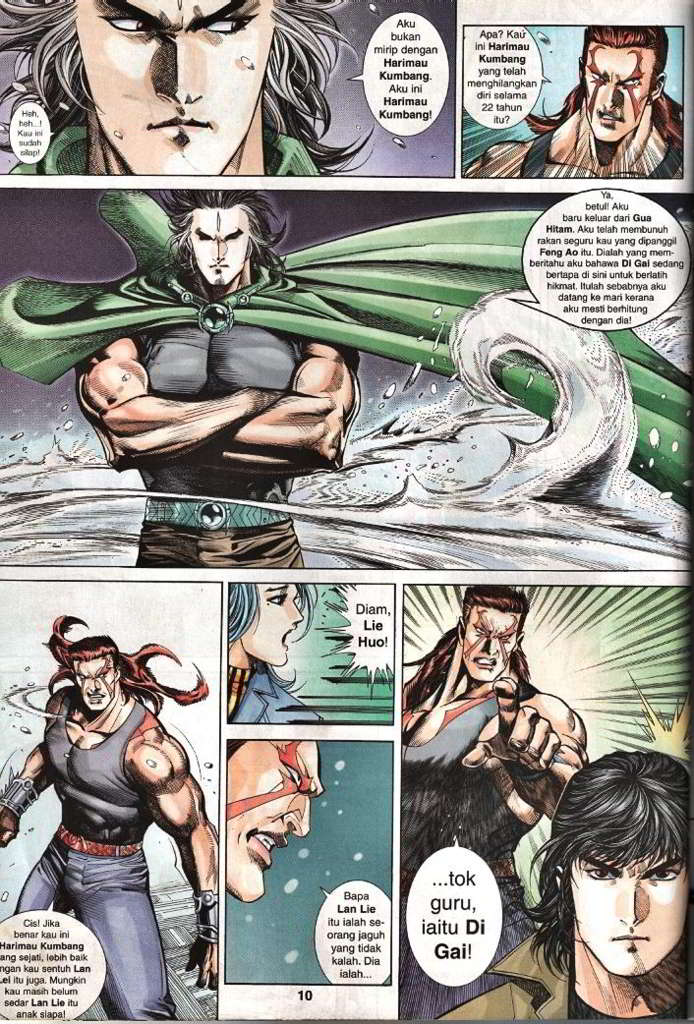 Heh,
heh...!
Kau ini
sudah
silap!
Aku
bukan
mirip dengan
Harimau
Kumbang.
Aku ini
Harimau
Kumbang!
Apa? Kau
ini Harimau
Kumbang
yang telah
menghilangkan
diri selama
22 tahun
itu?
Ya,
betul! Aku
baru keluar dari Gua
Hitam. Aku telah membunuh
rakan seguru kau yang dipanggil
Feng Ao itu. Dialah yang mem-
beritahu aku bahawa Di Gai sedang
bertapa di sini untuk berlatih
hikmat. Itulah sebabnya aku
datang ke mari kerana
aku mesti berhitung
dengan dia!
Cis! Jika
benar kau ini
Harimau Kumbang
ang sejati, lebih baik
ngan kau sentuh Lan
Lei itu juga. Mungkin
kau masih belum
sedar Lan Lie itu
anak siapa!
Diam,
Lie
Huo!
Bapa
Lan Lie
itu ialah se-
orang jaguh
yang tidak
kalah. Dia
ialah...
...tok
guru,
iaitu Di
Gai!
10